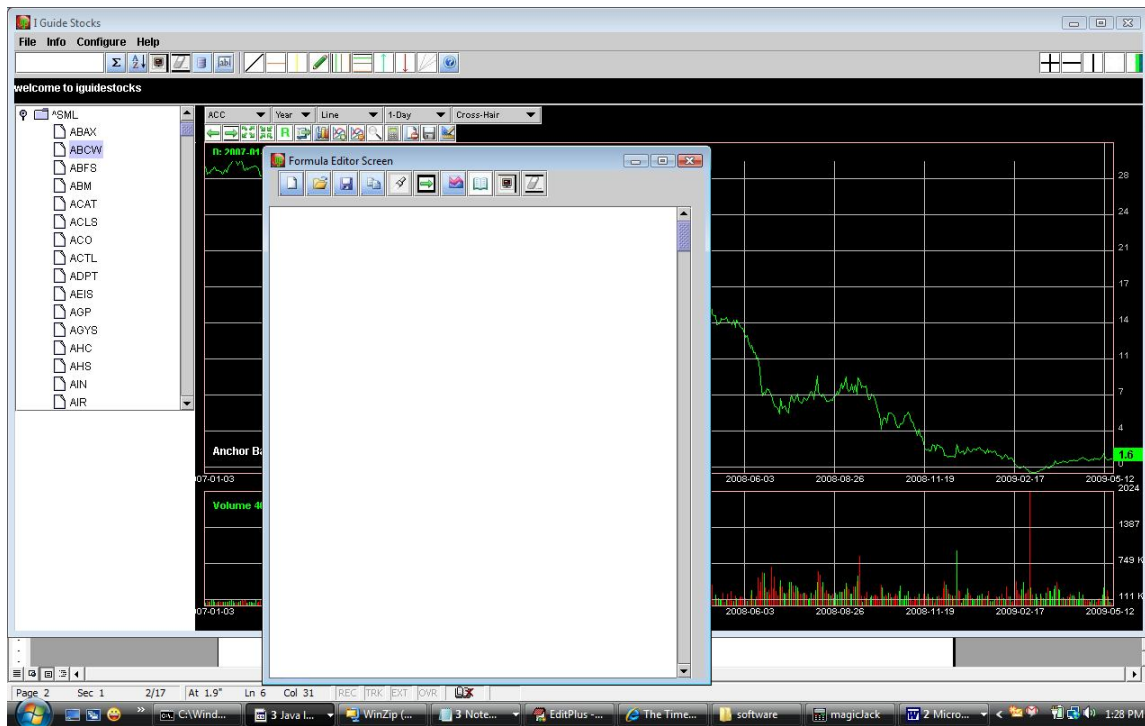 I Guide Stocks
File Info Configure Help
Σ
welcome to iguidestocks
^SML
ABAX
ABCW
ABFS
ABM
ACAT
ACLS
ACO
ACTL
ADPT
AEIS
AGP
AGYS
AHC
AHS
AIN
AIR
ACC Year Line 1-Day Cross-Hair
R
D: 2007-01
Formula Editor Screen
28
24
21
17
14
11
7
4
1.6
0
Anchor Ba
07-01-03 2008-06-03 2008-08-26 2008-11-19 2009-02-17 2009-05-12
Volume 4
2024
1387
749 K
111 K
07-01-03 2008-06-03 2008-08-26 2008-11-19 2009-02-17 2009-05-12
Page 2 Sec 1 2/17 At 1.9" Ln 6 Col 31 REC TRK EXT OVR
C:\Wind... 3 Java I... WinZip (... 3 Note... EditPlus -... The Time... software magicJack 2 Micro... 1:28 PM